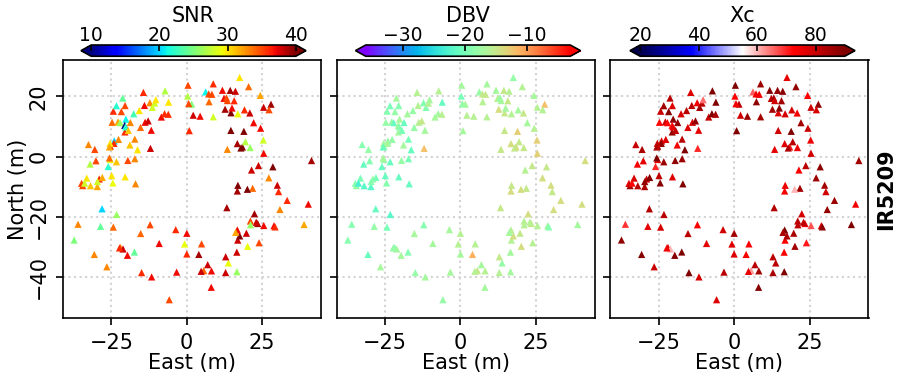 SNR DBV Xc
10 20 30 40 −30 −20 −10 20 40 60 80
20
0
−20
−40
North (m)
IR5209
−25 0 25 −25 0 25 −25 0 25
East (m) East (m) East (m)